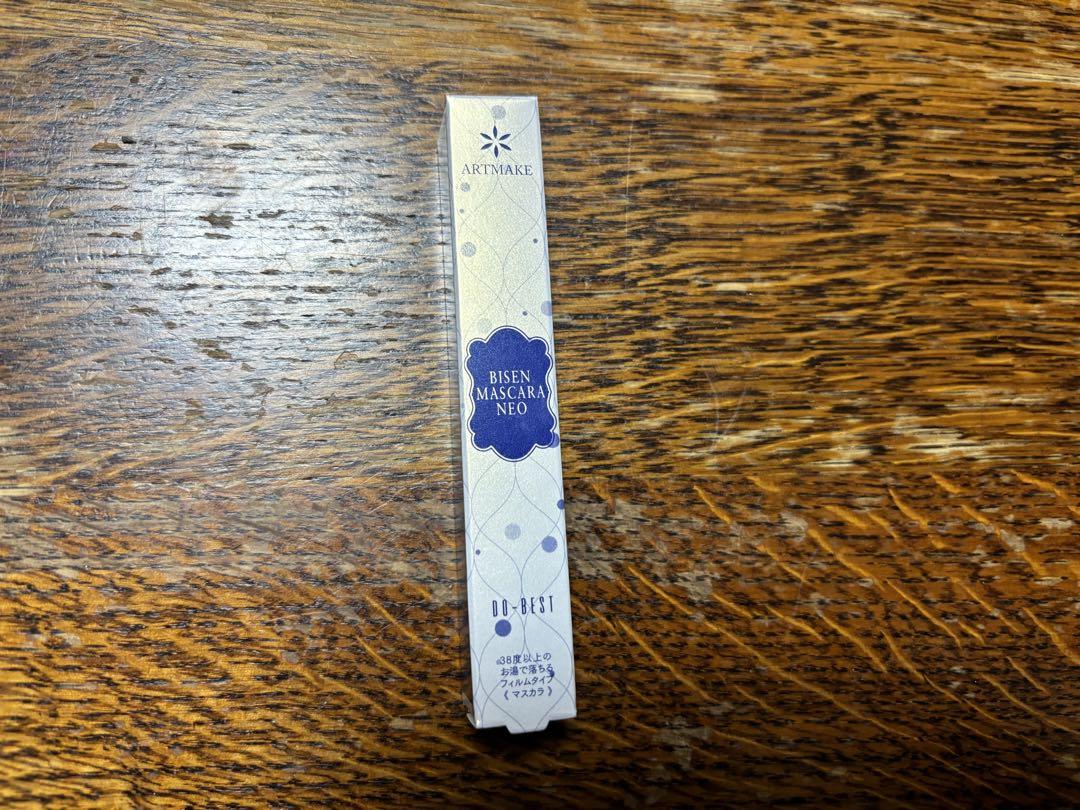 ARTMAKE
BISEN
MASCARA
NEO
DO-BEST
38度以上の
お湯で落ちる
フィルムタイプ
《マスカラ》